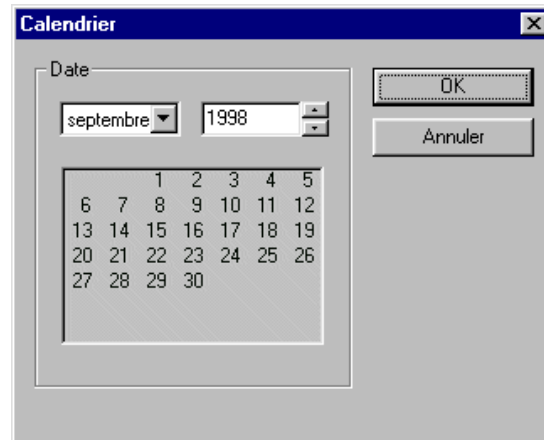 Calendrier
Date
septembre 1998
OK
Annuler
1 2 3 4 5
6 7 8 9 10 11 12
13 14 15 16 17 18 19
20 21 22 23 24 25 26
27 28 29 30